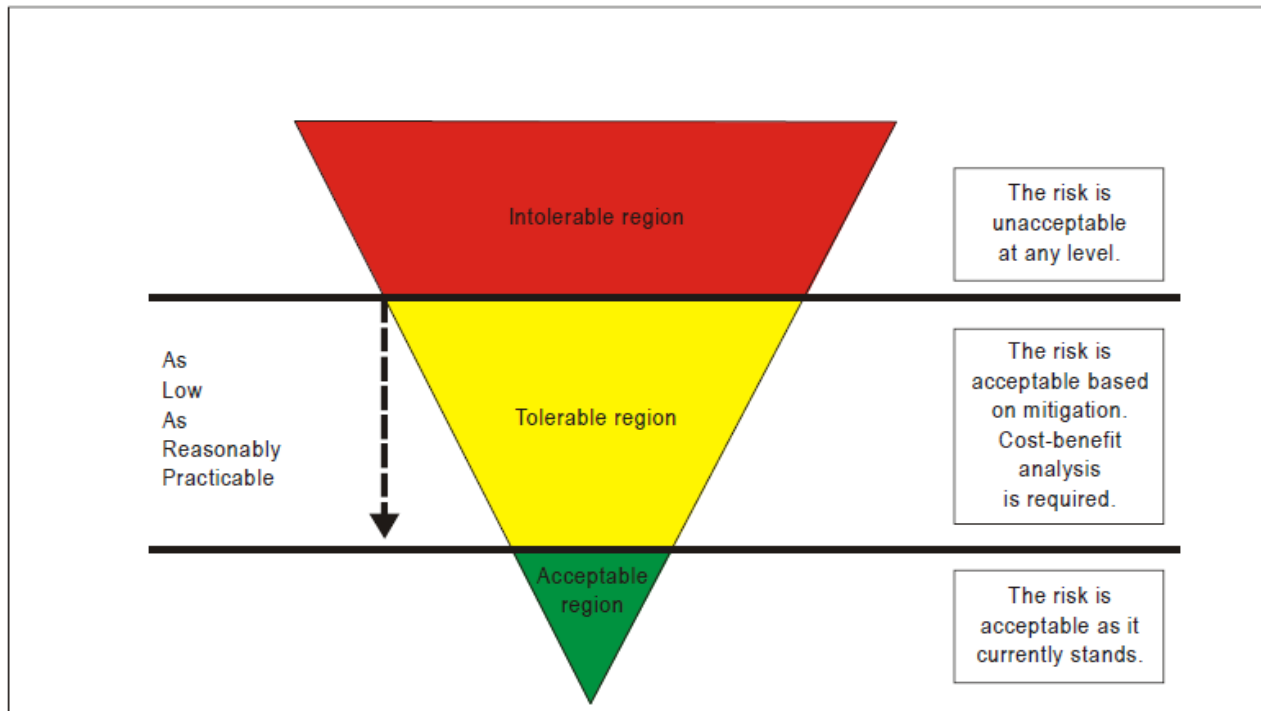 Intolerable region
The risk is
unacceptable
at any level.
As
Low
As
Reasonably
Practicable
Tolerable region
The risk is
acceptable based
on mitigation.
Cost-benefit
analysis
is required.
Acceptable
region
The risk is
acceptable as it
currently stands.